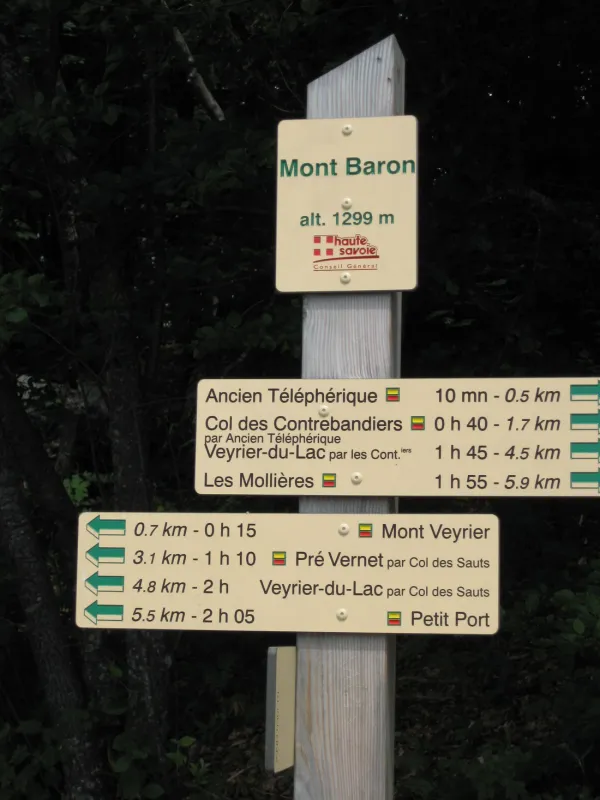 Mont Baron
alt. 1299 m
haute
savoie
Conseil Général
Ancien Téléphérique 10 mn - 0.5 km
Col des Contrebandiers 0 h 40 - 1.7 km
par Ancien Téléphérique
Veyrier-du-Lac par les Cont.iers 1 h 45 - 4.5 km
Les Mollières 1 h 55 - 5.9 km
0.7 km - 0 h 15 Mont Veyrier
3.1 km - 1 h 10 Pré Vernet par Col des Sauts
4.8 km - 2 h Veyrier-du-Lac par Col des Sauts
5.5 km - 2 h 05 Petit Port